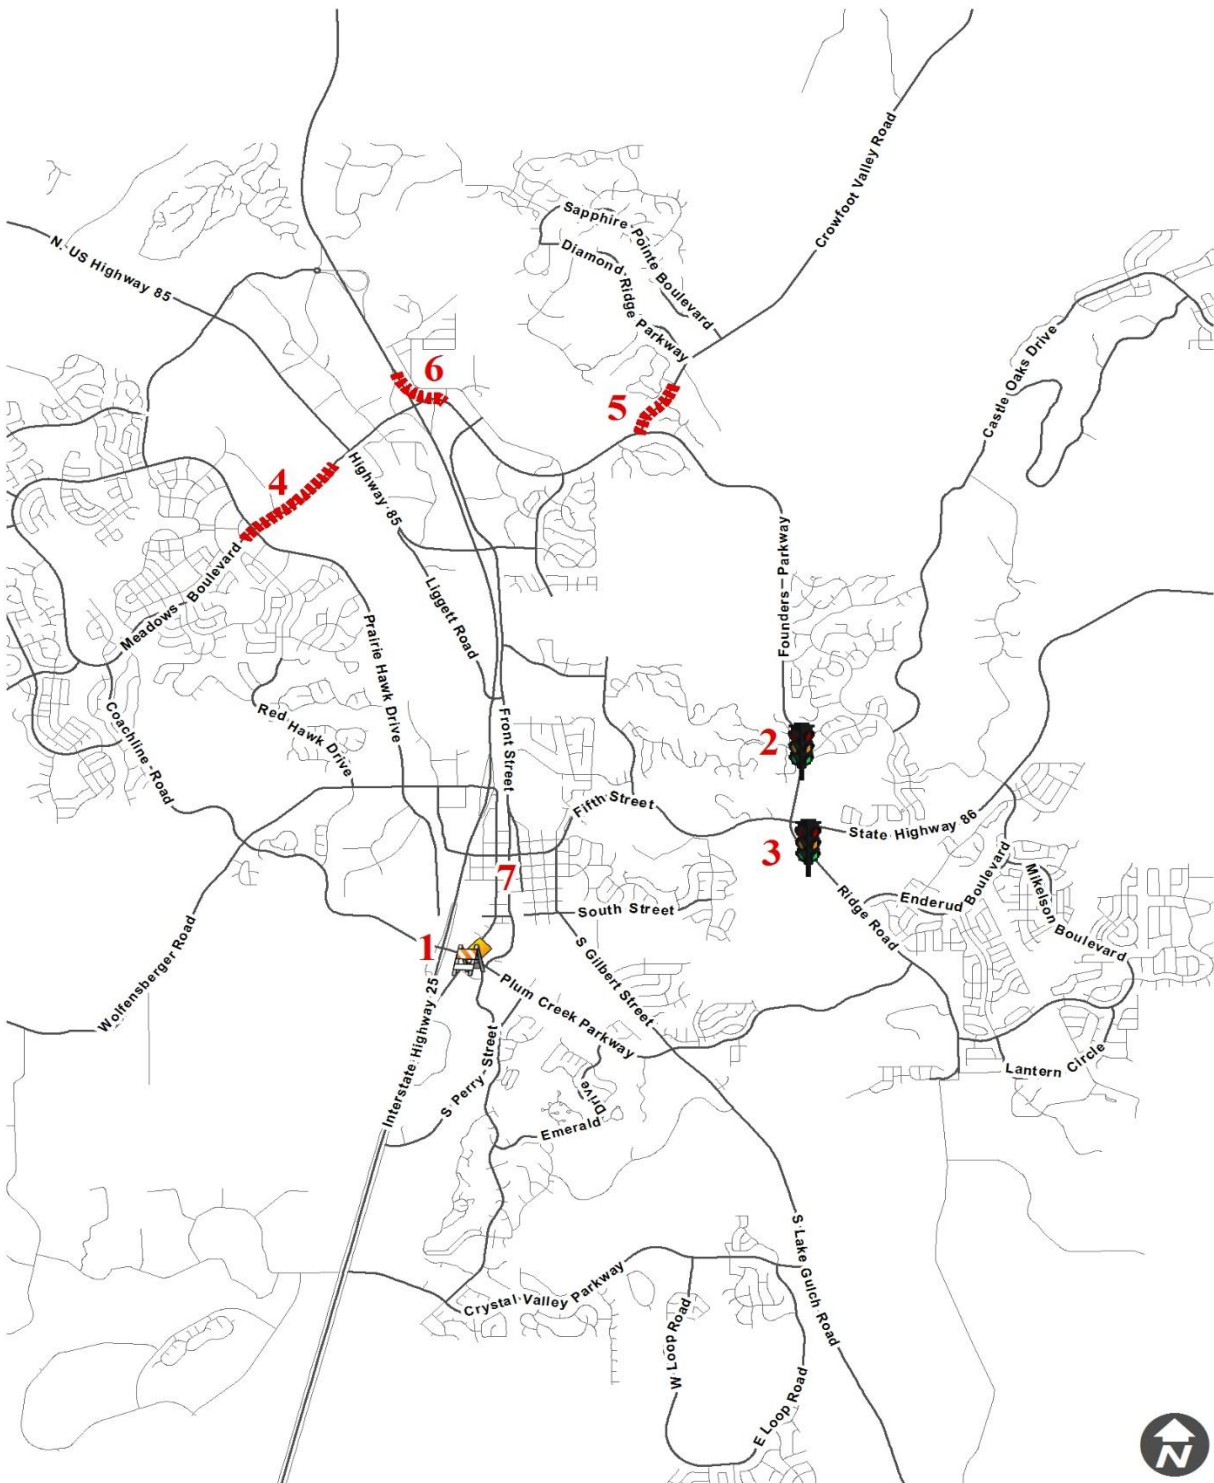 Crowfoot Valley Road
Sapphire Pointe Boulevard
Diamond Ridge Parkway
N. US Highway 85
Castle Oaks Drive
6
5
4
Highway 85
Founders Parkway
Meadows Boulevard
Liggett Road
Prairie Hawk Drive
Coachline Road
Red Hawk Drive
Front Street
2
Fifth Street
State Highway 86
3
7
Ridge Road
Enderud Boulevard
Mikelson Boulevard
South Street
Wolfensberger Road
1
S Gilbert Street
Plum Creek Parkway
Interstate Highway 25
S Perry Street
Lantern Circle
Emerald Drive
S Lake Gulch Road
Crystal Valley Parkway
W Loop Road
E Loop Road
N